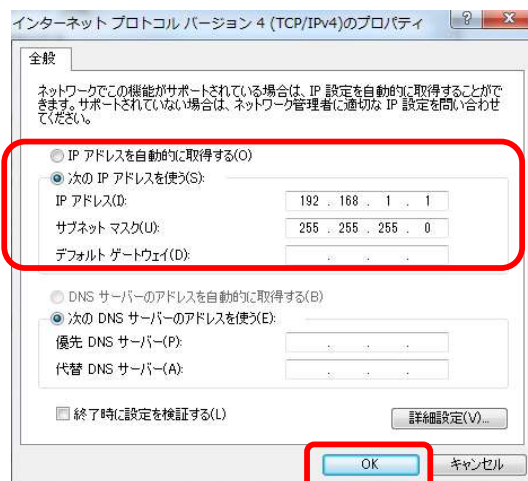 インターネット プロトコル バージョン 4 (TCP/IPv4)のプロパティ
全般
ネットワークでこの機能がサポートされている場合は、IP 設定を自動的に取得することがで
きます。サポートされていない場合は、ネットワーク管理者に適切な IP 設定を問い合わせ
てください。
IP アドレスを自動的に取得する(O)
次の IP アドレスを使う(S):
IP アドレス(I): 192 . 168 . 1 . 1
サブネット マスク(U): 255 . 255 . 255 . 0
デフォルト ゲートウェイ(D): . . .
DNS サーバーのアドレスを自動的に取得する(B)
次の DNS サーバーのアドレスを使う(E):
優先 DNS サーバー(P): . . .
代替 DNS サーバー(A): . . .
終了時に設定を検証する(L)
詳細設定(V)...
OK キャンセル